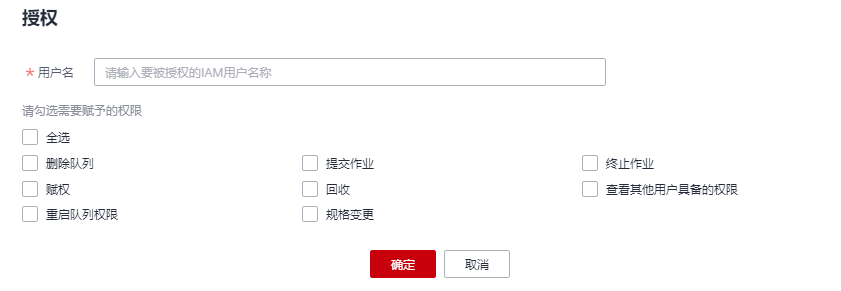 授权
* 用户名 请输入要被授权的IAM用户名称
请勾选需要赋予的权限
全选
删除队列 提交作业 终止作业
赋权 回收 查看其他用户具备的权限
重启队列权限 规格变更
确定 取消